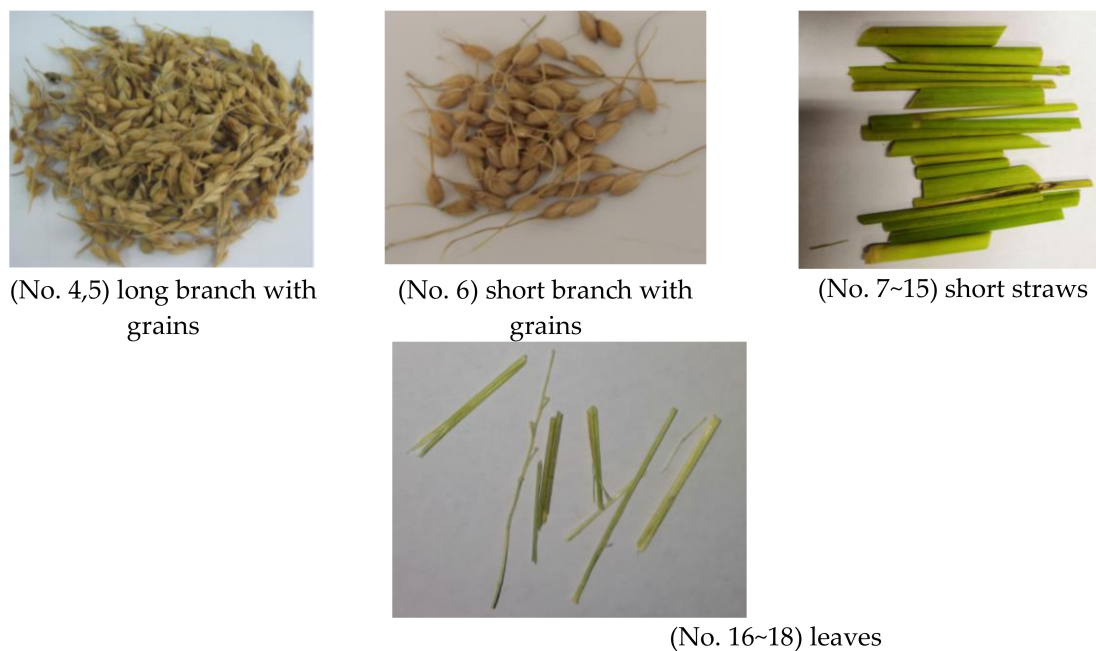 (No. 4,5) long branch with
grains
(No. 6) short branch with
grains
(No. 7~15) short straws
(No. 16~18) leaves